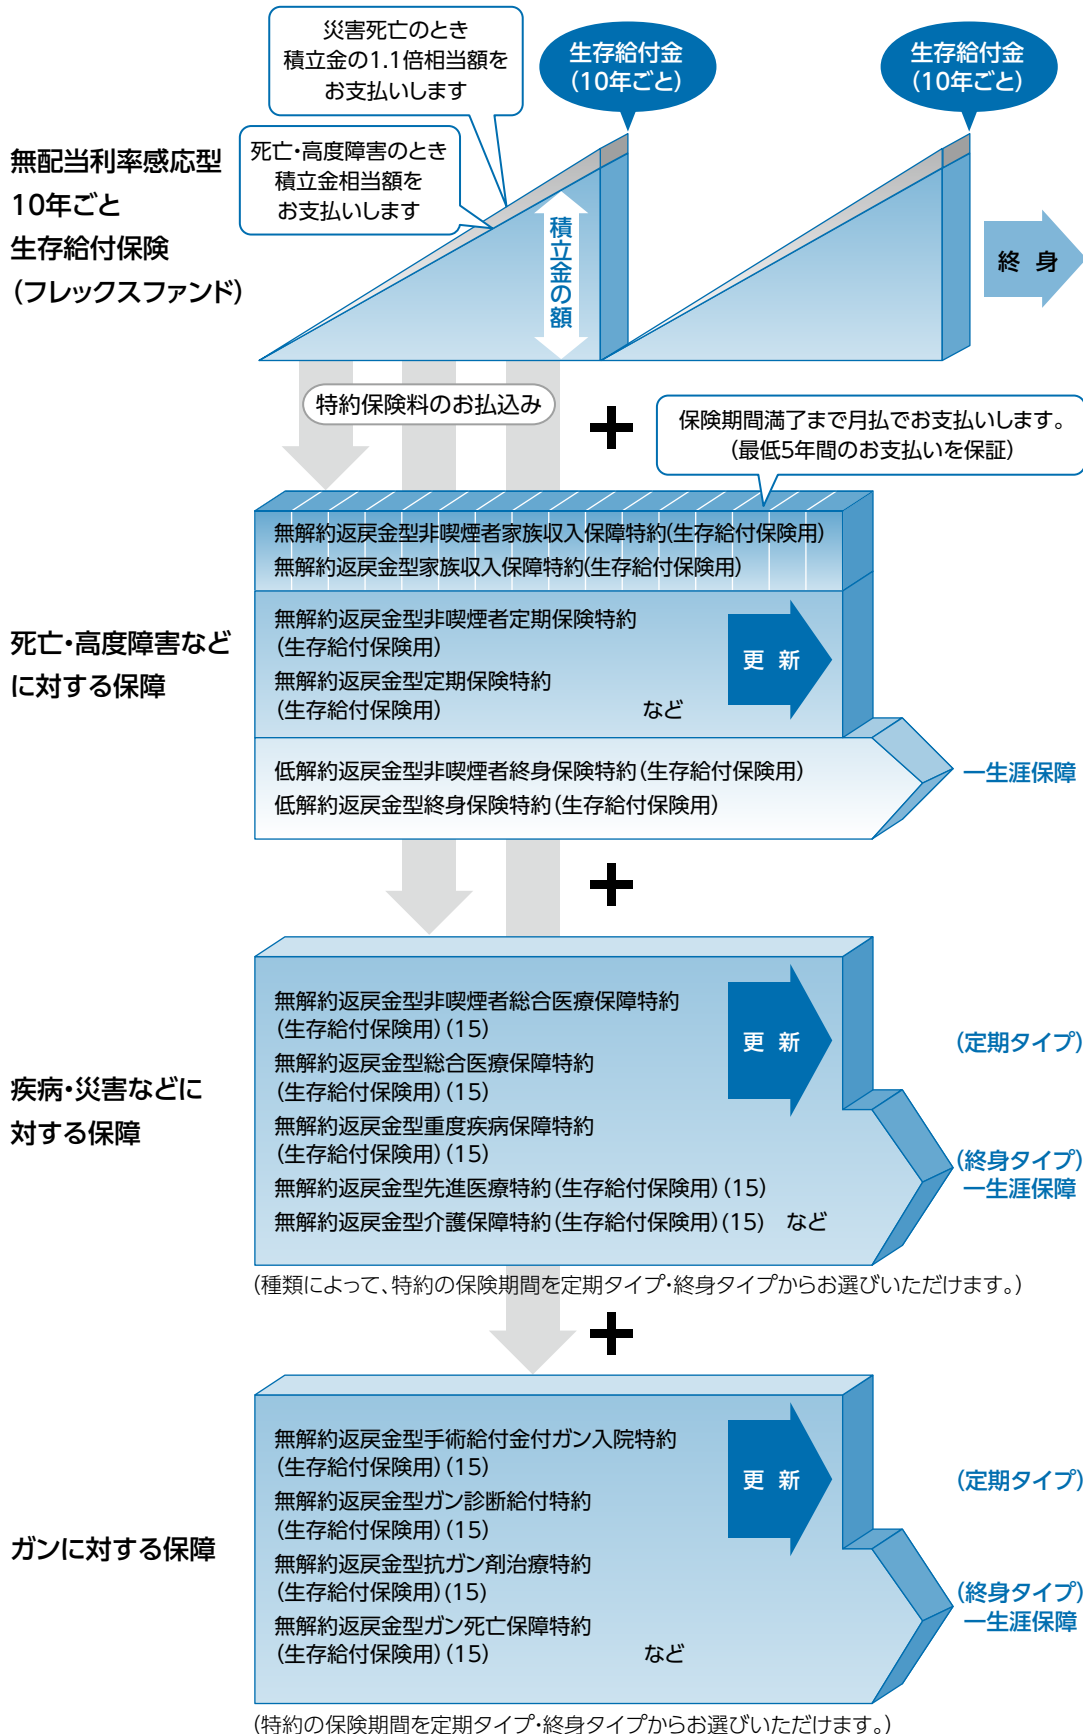 災害死亡のとき
積立金の1.1倍相当額を
お支払いします
生存給付金
(10年ごと)
生存給付金
(10年ごと)
死亡・高度障害のとき
積立金相当額を
お支払いします
無配当利率感応型
10年ごと
生存給付保険
(フレックスファンド)
積立金の額
終身
特約保険料のお払込み
保険期間満了まで月払でお支払いします。
(最低5年間のお支払いを保証)
無解約返戻金型非喫煙者家族収入保障特約(生存給付保険用)
無解約返戻金型家族収入保障特約(生存給付保険用)
死亡・高度障害など
に対する保障
無解約返戻金型非喫煙者定期保険特約
(生存給付保険用)
無解約返戻金型定期保険特約
(生存給付保険用) など
更新
低解約返戻金型非喫煙者終身保険特約(生存給付保険用)
低解約返戻金型終身保険特約(生存給付保険用)
一生涯保障
疾病・災害などに
対する保障
無解約返戻金型非喫煙者総合医療保障特約
(生存給付保険用)(15)
無解約返戻金型総合医療保障特約
(生存給付保険用)(15)
無解約返戻金型重度疾病保障特約
(生存給付保険用)(15)
無解約返戻金型先進医療特約(生存給付保険用)(15)
無解約返戻金型介護保障特約(生存給付保険用)(15) など
更新
(定期タイプ)
(終身タイプ)
一生涯保障
(種類によって、特約の保険期間を定期タイプ・終身タイプからお選びいただけます。)
ガンに対する保障
無解約返戻金型手術給付金付ガン入院特約
(生存給付保険用)(15)
無解約返戻金型ガン診断給付特約
(生存給付保険用)(15)
無解約返戻金型抗ガン剤治療特約
(生存給付保険用)(15)
無解約返戻金型ガン死亡保障特約
(生存給付保険用)(15) など
更新
(定期タイプ)
(終身タイプ)
一生涯保障
(特約の保険期間を定期タイプ・終身タイプからお選びいただけます。)